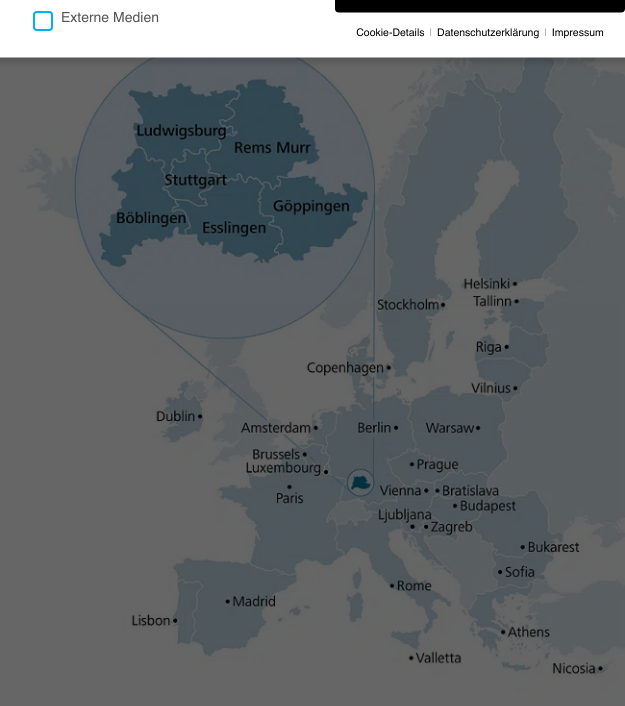 Externe Medien
Cookie-Details | Datenschutzerklärung | Impressum
Ludwigsburg
Rems Murr
Stuttgart
Göppingen
Böblingen
Esslingen
Helsinki
Tallinn
Stockholm
Riga
Copenhagen
Vilnius
Dublin
Amsterdam
Berlin
Warsaw
Brussels
Luxembourg
Prague
Paris
Vienna
Bratislava
Budapest
Ljubljana
Zagreb
Bukarest
Sofia
Rome
Madrid
Lisbon
Athens
Valletta
Nicosia